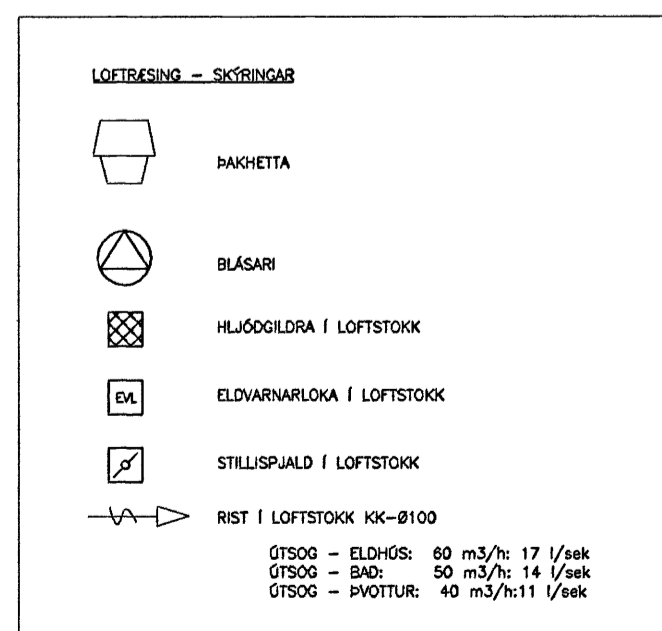 LOFTRÆSING – SKÝRINGAR
ÞAKHETTA
BLÁSARI
HLJÓÐGILDRA Í LOFTSTOKK
EVL ELDVARNARLOKA Í LOFTSTOKK
STILLISPJALD Í LOFTSTOKK
RIST Í LOFTSTOKK KK–Ø100
ÚTSOG – ELDHÚS: 60 m3/h: 17 l/sek
ÚTSOG – BAÐ: 50 m3/h: 14 l/sek
ÚTSOG – ÞVOTTUR: 40 m3/h:11 l/sek